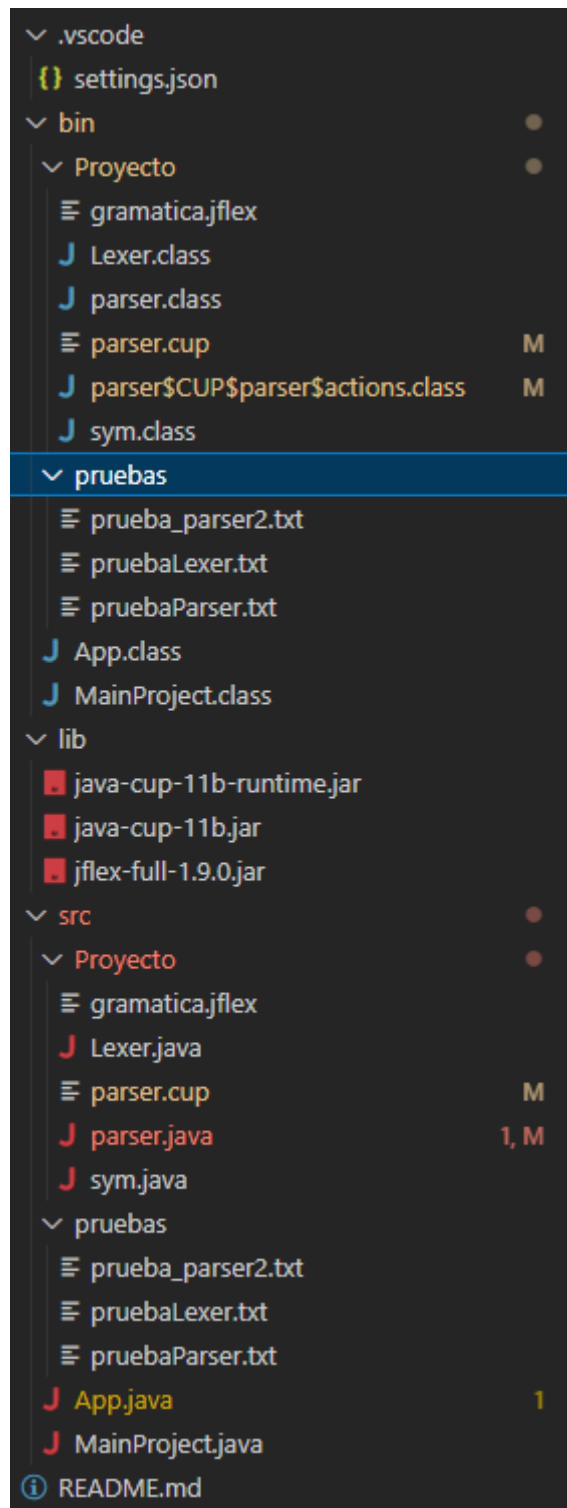 .vscode
{} settings.json
bin
Proyecto
gramatica.jflex
J Lexer.class
J parser.class
parser.cup M
J parser$CUP$parser$actions.class M
J sym.class
pruebas
prueba_parser2.txt
pruebaLexer.txt
pruebaParser.txt
J App.class
J MainProject.class
lib
java-cup-11b-runtime.jar
java-cup-11b.jar
jflex-full-1.9.0.jar
src
Proyecto
gramatica.jflex
J Lexer.java
parser.cup M
J parser.java 1, M
J sym.java
pruebas
prueba_parser2.txt
pruebaLexer.txt
pruebaParser.txt
J App.java 1
J MainProject.java
README.md